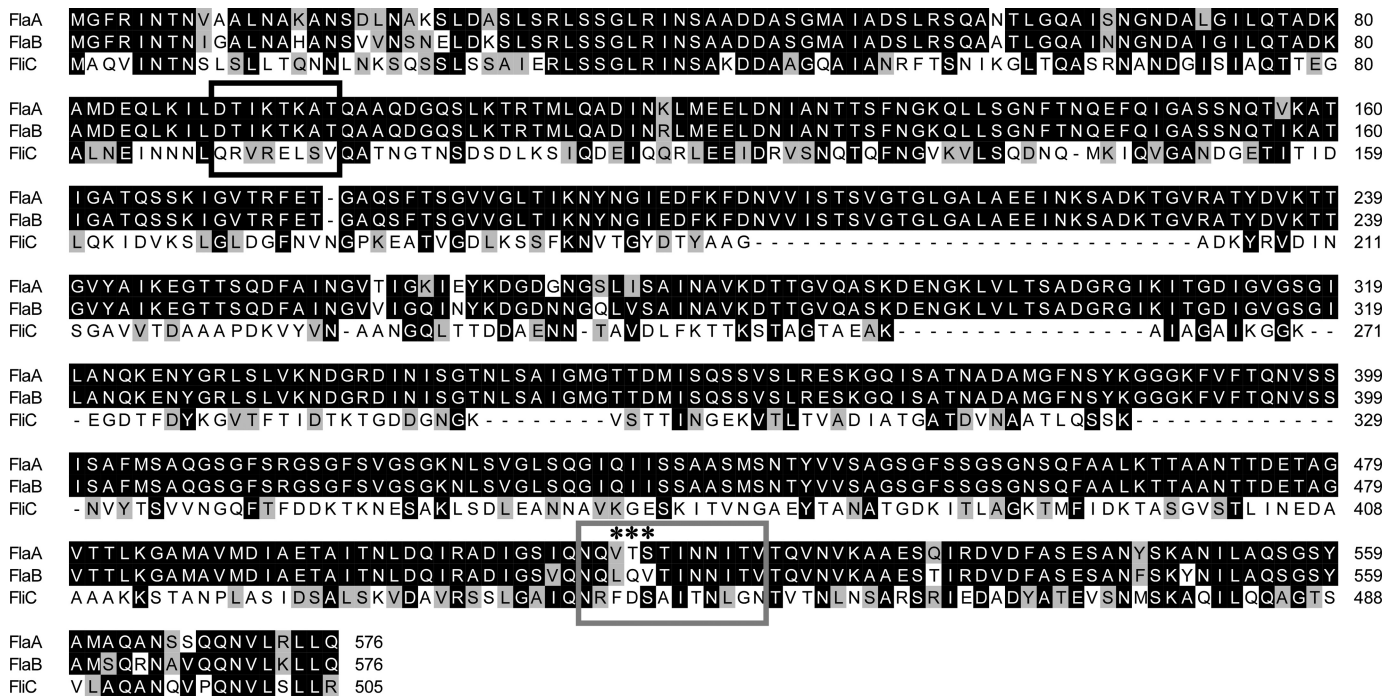 FlaA MGFRINTNVAALNAKANSDLNAKSLDASLSRLSSGLRINSAADDASGMAIADSLRSQANTLGQAISNGNDALGILQTADK 80
FlaB MGFRINTNIGALNAHANSVVNSNELDKSLSRLSSGLRINSAADDASGMAIADSLRSQAATLGQAINNGNDAIGILQTADK 80
FliC MAQVINTNSLSLLTQNNLNKSQSSLSSAIERLSSGLRINSAKDDAAGQAIANRFTSNIKGLTQASRNANDGISIAQTTEG 80
FlaA AMDEQLKILDTIKTKATQAAQDGQSLKTRTMLQADINKLMEELDNIANTTSFNGKQLLSGNFTNQEFQIGASSNQTVKAT 160
FlaB AMDEQLKILDTIKTKATQAAQDGQSLKTRTMLQADINRLMEELDNIANTTSFNGKQLLSGNFTNQEFQIGASSNQTIKAT 160
FliC ALNEINNNLQRVRELSVQATNGTNSDSDLKSIQDEIQQRLEEIDRVSNQTQFNGVKVLSQDNQ-MKIQVGANDGETITID 159
FlaA IGATQSSKIGVTRFET-GAQSFTSGVVGLTIKNYNGIEDFKFDNVVISTSVGTGLGALAEEINKSADKTGVRATYDVKTT 239
FlaB IGATQSSKIGVTRFET-GAQSFTSGVVGLTIKNYNGIEDFKFDNVVISTSVGTGLGALAEEINKSADKTGVRATYDVKTT 239
FliC LQKIDVKSLGLDGFNVNGPKEATVGDLKSSFKNVTGYDTYAAG----------------------------ADKYRVDIN 211
FlaA GVYAIKEGTTSQDFAINGVTIGKIEYKDGDGNGSLISAINAVKDTTGVQASKDENGKLVLTSADGRGIKITGDIGVGSGI 319
FlaB GVYAIKEGTTSQDFAINGVVIGQINYKDGDNNGQLVSAINAVKDTTGVQASKDENGKLVLTSADGRGIKITGDIGVGSGI 319
FliC SGAVVTDAAAPDKVYVN-AANGQLTTDDAENN-TAVDLFKTTKSTAGTAEAK----------------AIAGAIKGGK-- 271
FlaA LANQKENYGRLSLVKNDGRDINISGTNLSAIGMGTTDMISQSSVSLRESKGQISATNADAMGFNSYKGGGKFVFTQNVSS 399
FlaB LANQKENYGRLSLVKNDGRDINISGTNLSAIGMGTTDMISQSSVSLRESKGQISATNADAMGFNSYKGGGKFVFTQNVSS 399
FliC -EGDTFDYKGVTFTIDTKTGDDGNGK--------VSTTINGEKVTLTVADIATGATDVNAATLQSSK------------- 329
FlaA ISAFMSAQGSGFSRGSGFSVGSGKNLSVGLSQGIQIISSAASMSNTYVVSAGSGFSSGSGNSQFAALKTTAANTTDETAG 479
FlaB ISAFMSAQGSGFSRGSGFSVGSGKNLSVGLSQGIQIISSAASMSNTYVVSAGSGFSSGSGNSQFAALKTTAANTTDETAG 479
FliC -NVYTSVVNGQFTFDDKTKNESAKLSDLEANNAVKGESKITVNGAEYTANATGDKITLAGKTMFIDKTASGVSTLINEDA 408
***
FlaA VTTLKGAMAVMDIAETAITNLDQIRADIGSIQNQVTSTINNITVTQVNVKAAESQIRDVDFASESANYSKANILAQSGSY 559
FlaB VTTLKGAMAVMDIAETAITNLDQIRADIGSVQNQLQVTINNITVTQVNVKAAESTIRDVDFASESANFSKYNILAQSGSY 559
FliC AAAKKSTANPLASIDSALSKVDAVRSSLGAIQNRFDSAITNLGNTVTNLNSARSRIEDADYATEVSNMSKAQILQQAGTS 488
FlaA AMAQANSSQQNVLRLLQ 576
FlaB AMSQRNAVQQNVLKLLQ 576
FliC VLAQANQVPQNVLSLLR 505